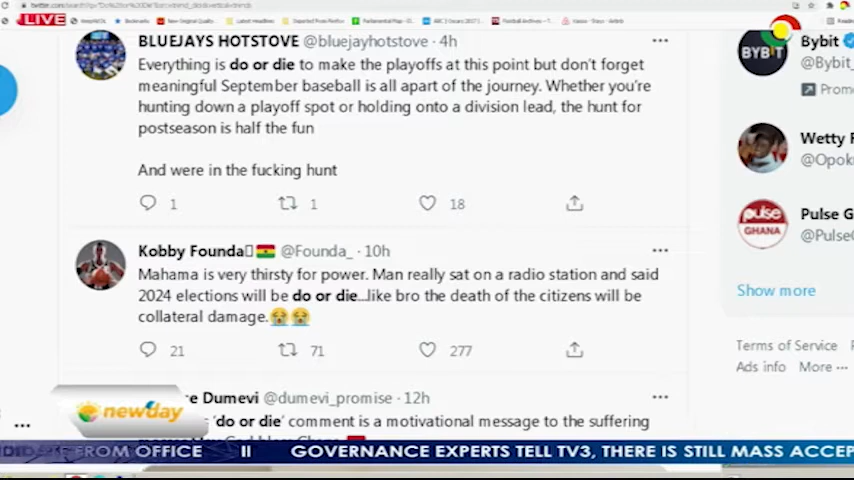 LIVE
BLUEJAYS HOTSTOVE @bluejayhotstove · 4h
Everything is do or die to make the playoffs at this point but don't forget
meaningful September baseball is all apart of the journey. Whether you're
hunting down a playoff spot or holding onto a division lead, the hunt for
postseason is half the fun
And were in the fucking hunt
1 1 18
Kobby Founda @Founda_ · 10h
Mahama is very thirsty for power. Man really sat on a radio station and said
2024 elections will be do or die...like bro the death of the citizens will be
collateral damage.😭😭
21 71 277
Dumevi @dumevi_promise · 12h
'do or die' comment is a motivational message to the suffering
BYBIT
Bybit
@Bybit_
Wetty
@Opok
pulse
GHANA
Pulse G
@Pulse
Show more
Terms of Service
Ads info More ···
newday
FROM OFFICE II GOVERNANCE EXPERTS TELL TV3, THERE IS STILL MASS ACCEP